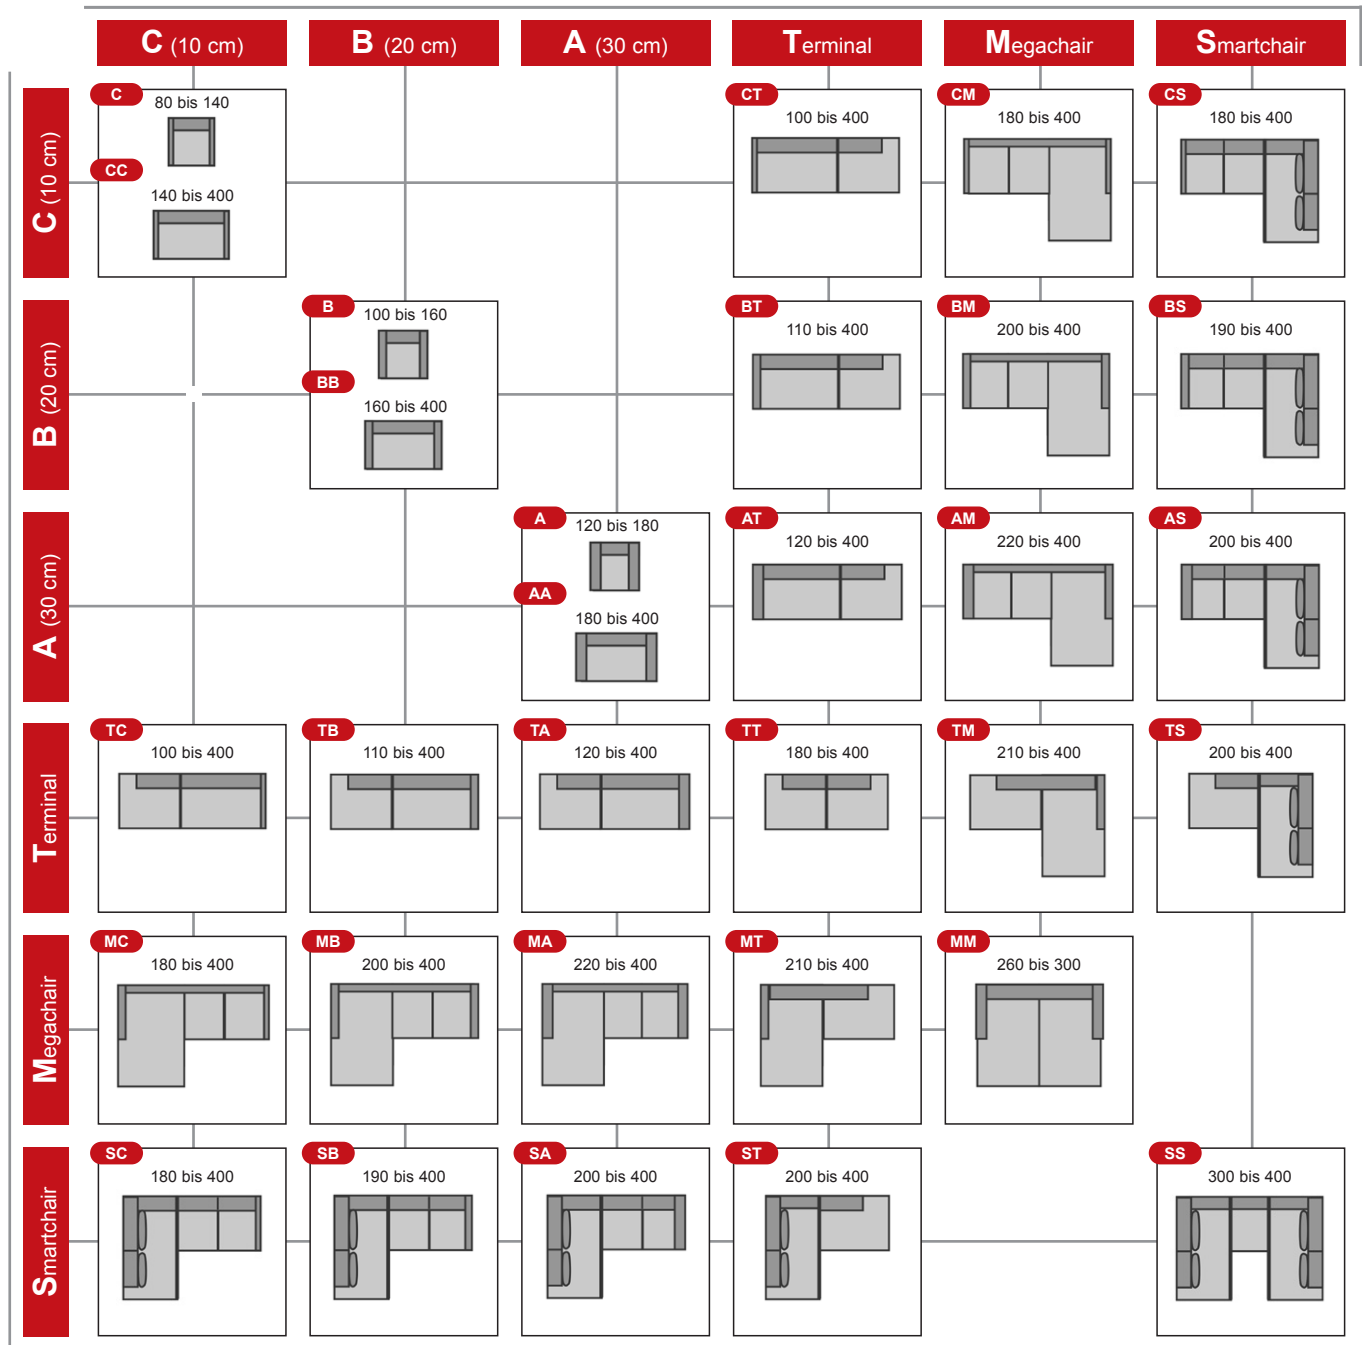 C (10 cm)
B (20 cm)
A (30 cm)
Terminal
Megachair
Smartchair
C (10 cm)
C
80 bis 140
CC
140 bis 400
CT
100 bis 400
CM
180 bis 400
CS
180 bis 400
B (20 cm)
B
100 bis 160
BB
160 bis 400
BT
110 bis 400
BM
200 bis 400
BS
190 bis 400
A (30 cm)
A
120 bis 180
AA
180 bis 400
AT
120 bis 400
AM
220 bis 400
AS
200 bis 400
Terminal
TC
100 bis 400
TB
110 bis 400
TA
120 bis 400
TT
180 bis 400
TM
210 bis 400
TS
200 bis 400
Megachair
MC
180 bis 400
MB
200 bis 400
MA
220 bis 400
MT
210 bis 400
MM
260 bis 300
Smartchair
SC
180 bis 400
SB
190 bis 400
SA
200 bis 400
ST
200 bis 400
SS
300 bis 400